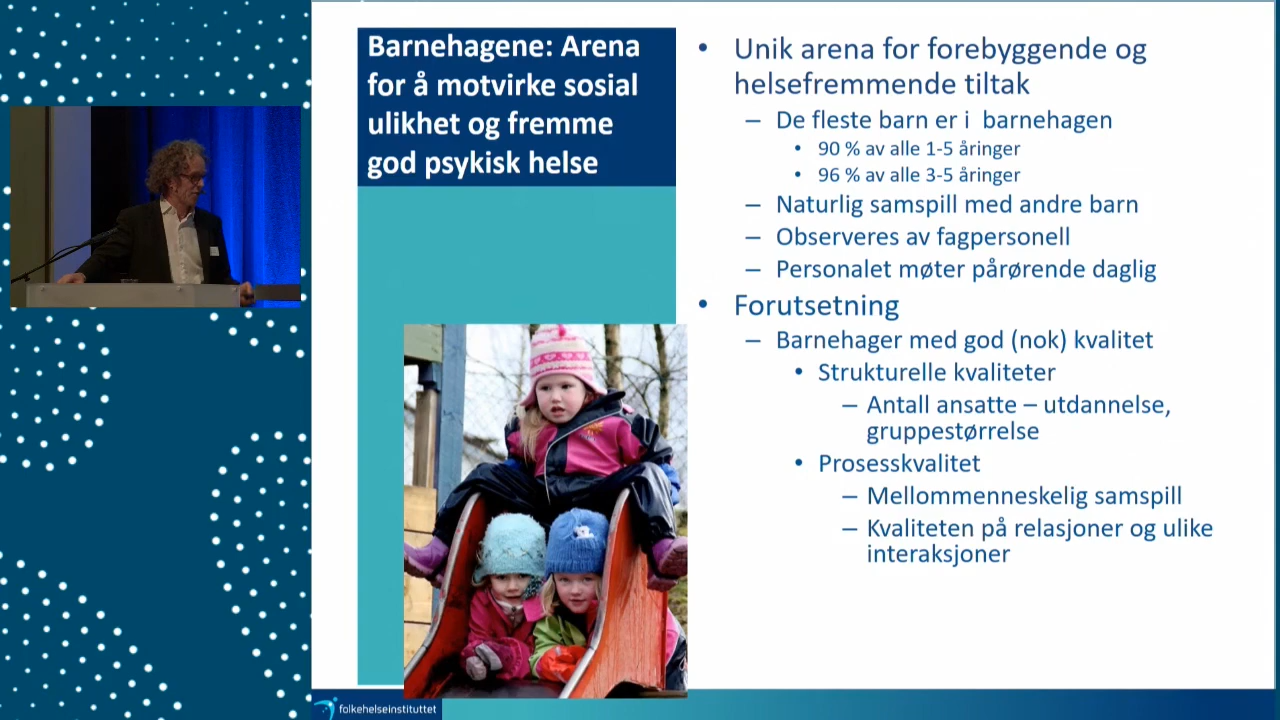 Barnehagene: Arena
for å motvirke sosial
ulikhet og fremme
god psykisk helse
• Unik arena for forebyggende og
helsefremmende tiltak
– De fleste barn er i barnehagen
• 90 % av alle 1-5 åringer
• 96 % av alle 3-5 åringer
– Naturlig samspill med andre barn
– Observeres av fagpersonell
– Personalet møter pårørende daglig
• Forutsetning
– Barnehager med god (nok) kvalitet
• Strukturelle kvaliteter
– Antall ansatte – utdannelse,
gruppestørrelse
• Prosesskvalitet
– Mellommenneskelig samspill
– Kvaliteten på relasjoner og ulike
interaksjoner
folkehelseinstituttet